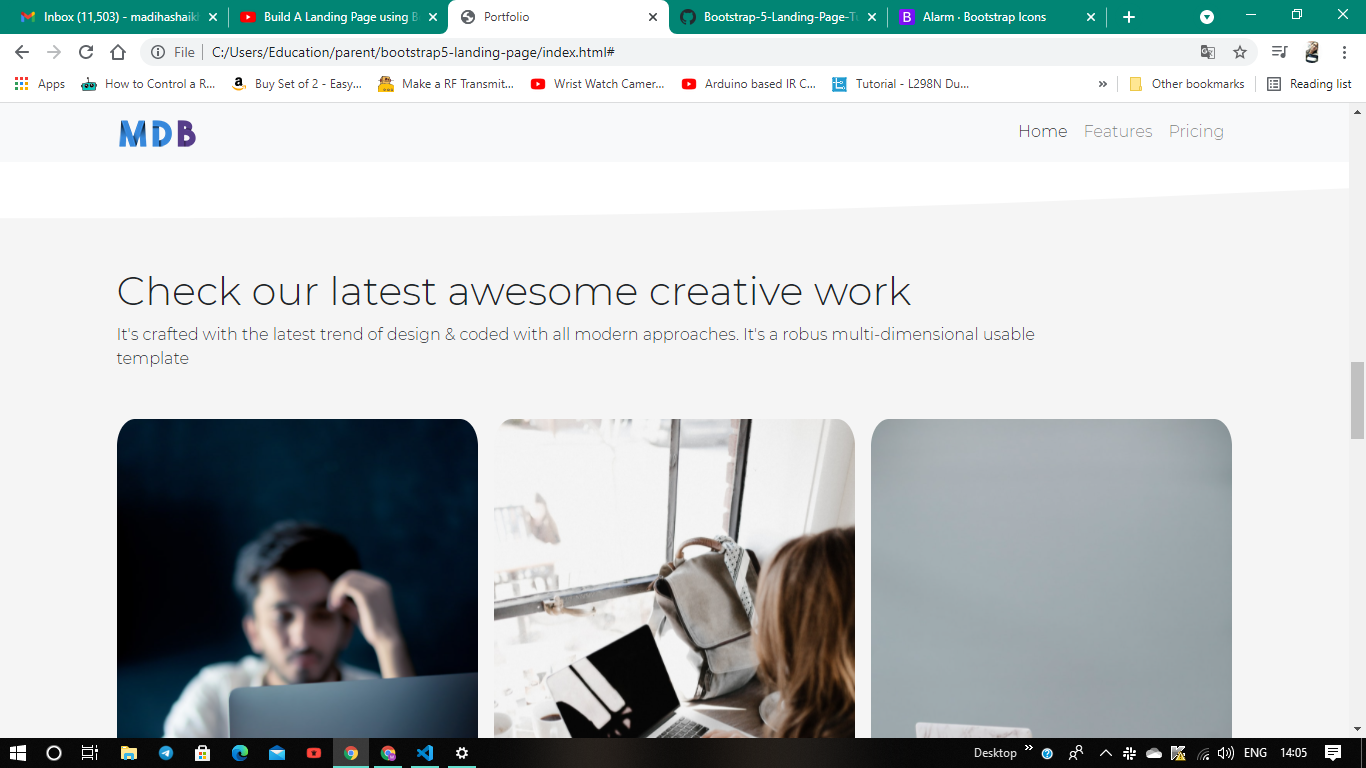 Inbox (11,503) - madihashaikh
Build A Landing Page using B
Portfolio
Bootstrap-5-Landing-Page-Tu
Alarm · Bootstrap Icons
File
C:/Users/Education/parent/bootstrap5-landing-page/index.html#
Apps
How to Control a R...
Buy Set of 2 - Easy...
Make a RF Transmit...
Wrist Watch Camer...
Arduino based IR C...
Tutorial - L298N Du...
Other bookmarks
Reading list
MDB
Home
Features
Pricing
Check our latest awesome creative work
It's crafted with the latest trend of design & coded with all modern approaches. It's a robus multi-dimensional usable
template
Desktop
ENG
14:05